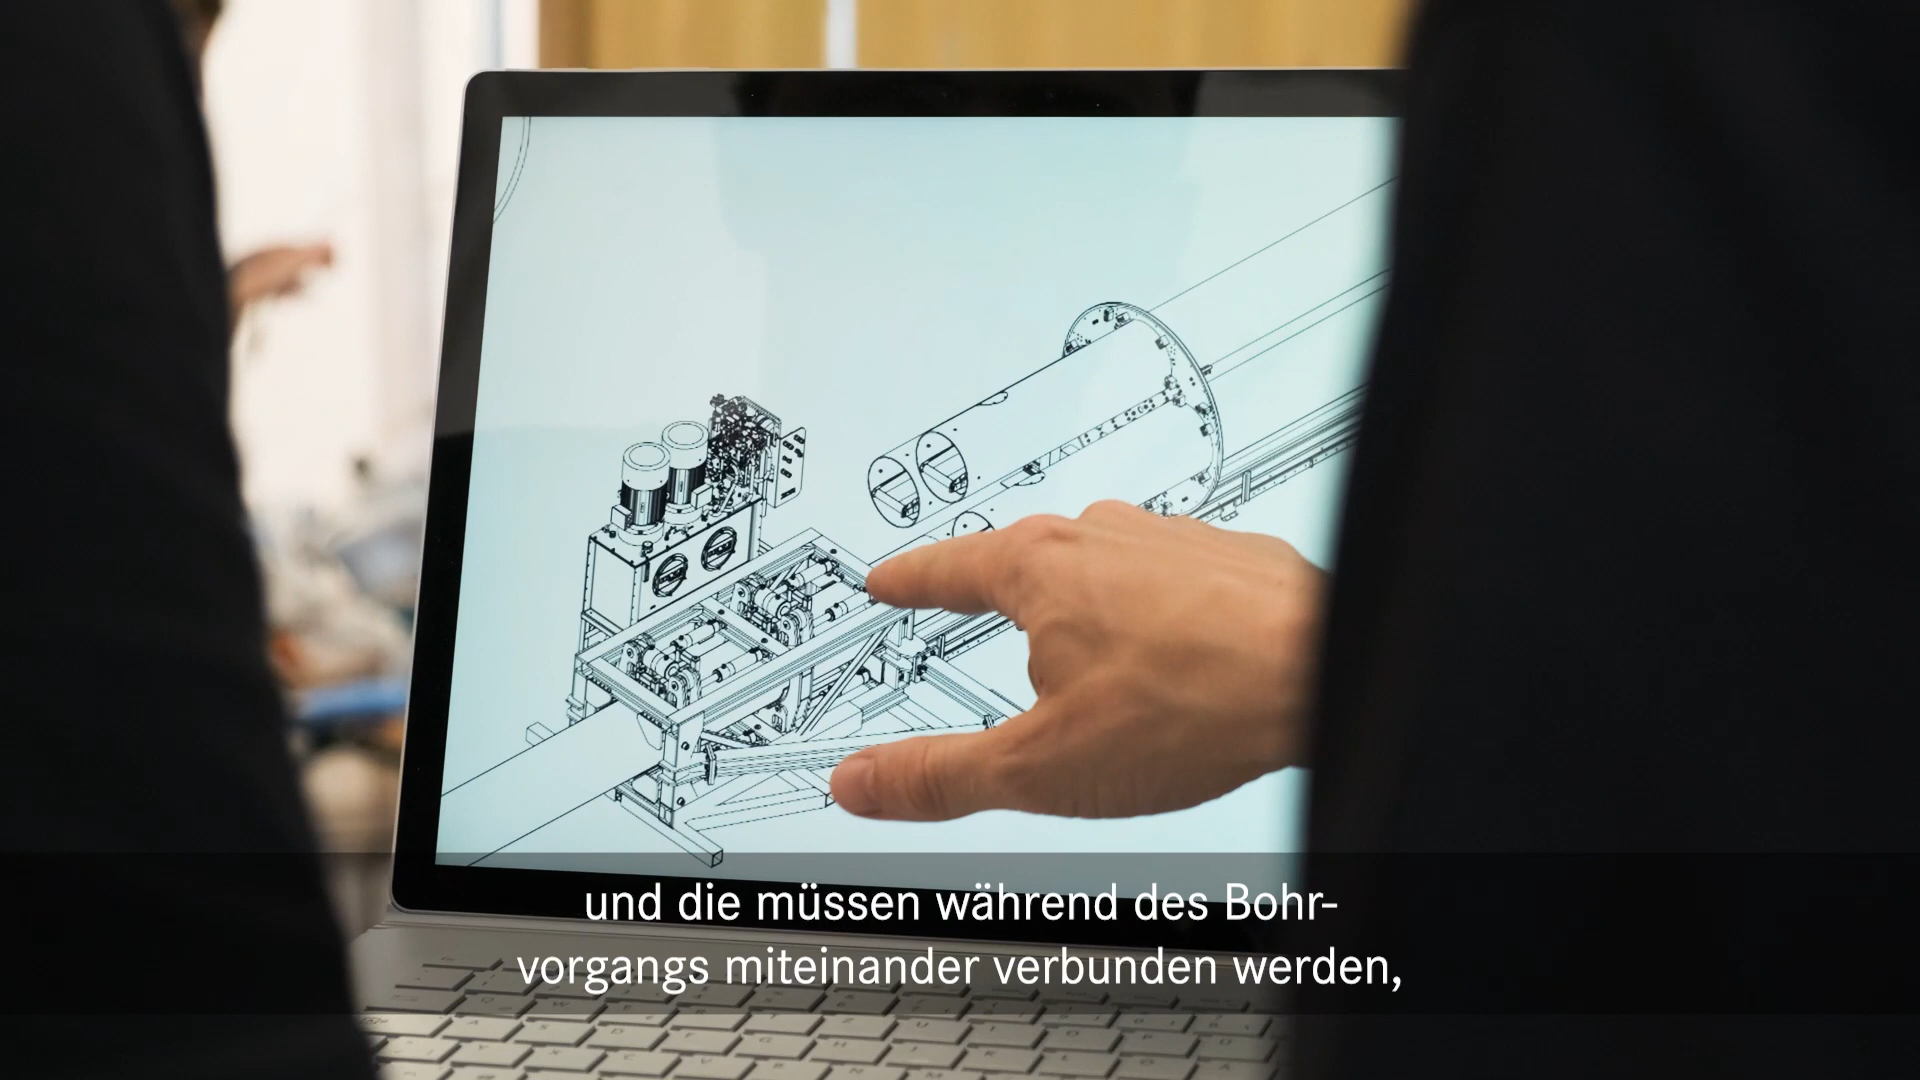 und die müssen während des Bohr-
vorgangs miteinander verbunden werden,